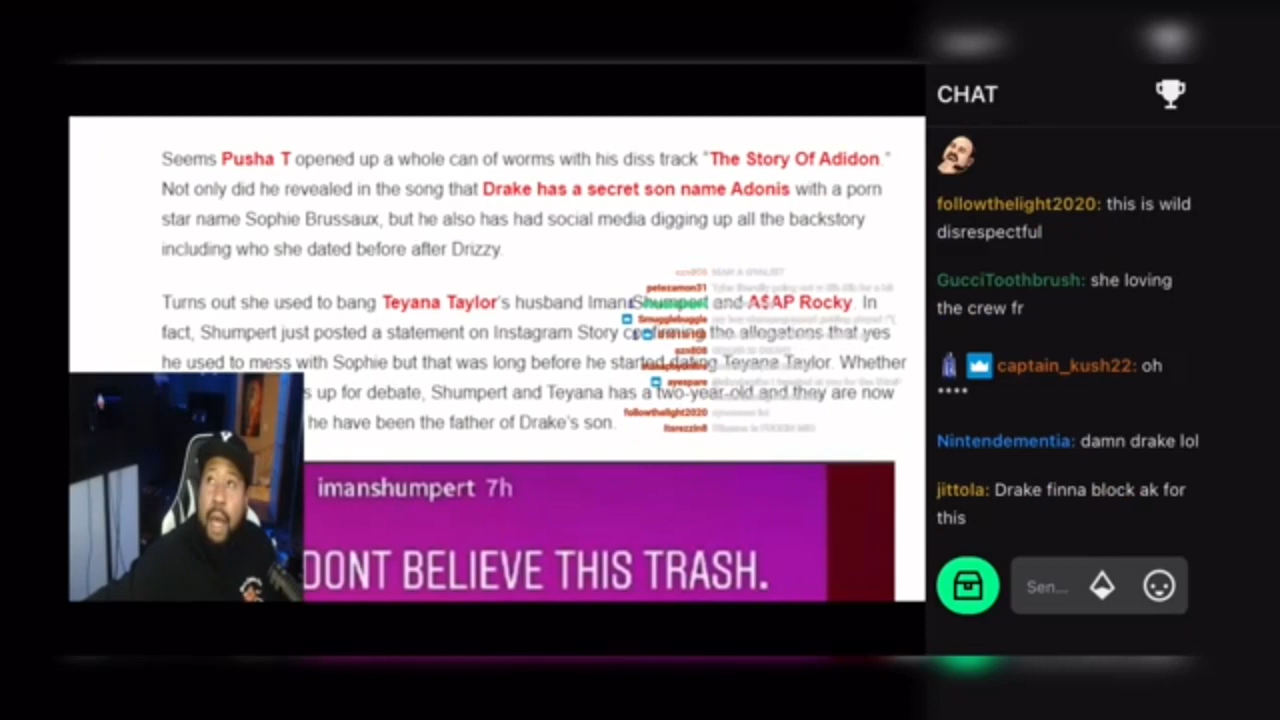 Seems Pusha T opened up a whole can of worms with his diss track "The Story Of Adidon."
Not only did he revealed in the song that Drake has a secret son name Adonis with a porn
star name Sophie Brussaux, but he also has had social media digging up all the backstory
including who she dated before after Drizzy.
Turns out she used to bang Teyana Taylor's husband Iman Shumpert and A$AP Rocky. In
fact, Shumpert just posted a statement on Instagram Story confirming the allegations that yes
he used to mess with Sophie but that was long before he started dating Teyana Taylor. Whether
s up for debate, Shumpert and Teyana has a two-year-old and they are now
he have been the father of Drake's son.
petezamon31
Smugglebuggle
szn808
ayespare
followthelight2020
itsrezzin8
imanshumpert 7h
DONT BELIEVE THIS TRASH.
CHAT
followthelight2020: this is wild
disrespectful
GucciToothbrush: she loving
the crew fr
captain_kush22: oh
****
Nintendementia: damn drake lol
jittola: Drake finna block ak for
this
Sen...